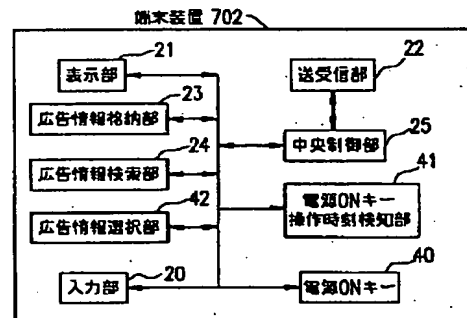 端末装置 702
21
表示部
22
送受信部
23
広告情報格納部
25
中央制御部
24
広告情報検索部
41
電源ONキー
操作時刻検知部
42
広告情報選択部
20
入力部
40
電源ONキー